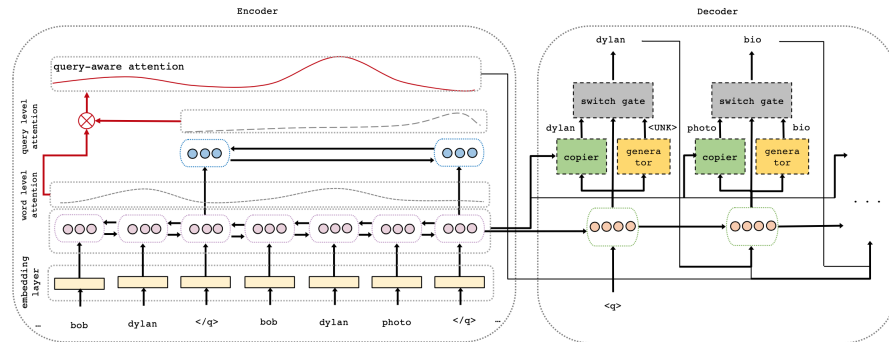 Encoder
query-aware attention
query level
attention
word level
attention
embedding
layer
…
bob
dylan
</q>
bob
dylan
photo
</q>
…
Decoder
dylan
bio
switch gate
switch gate
dylan
<UNK>
photo
bio
copier
genera
tor
copier
genera
tor
. . .
<q>